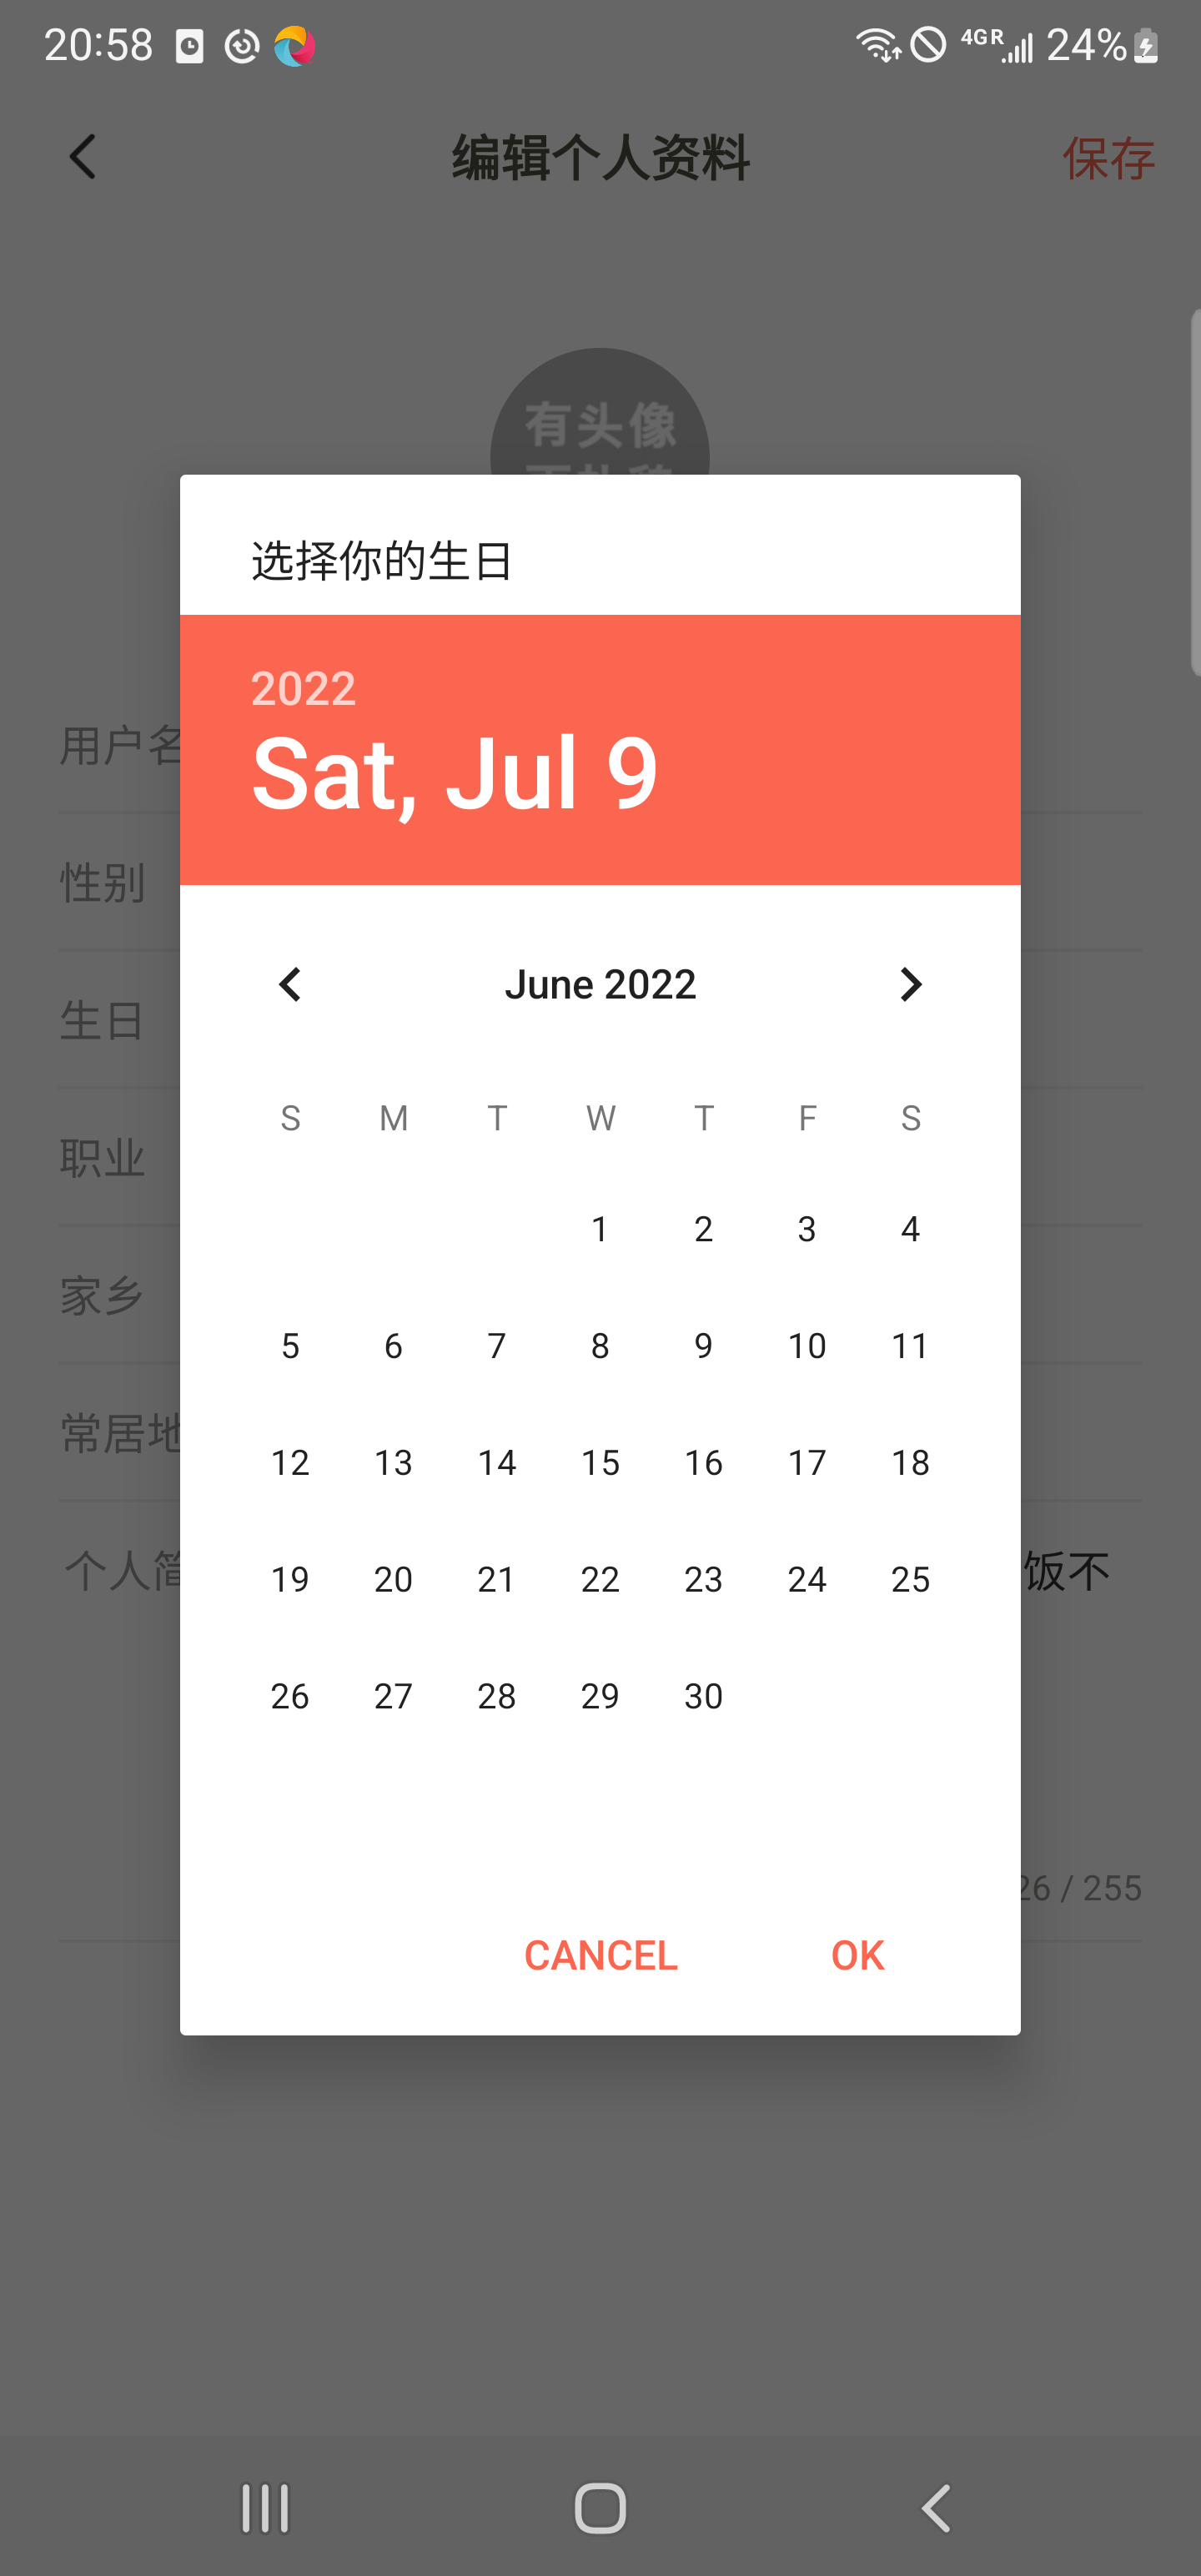 20:58 4GR 24%
编辑个人资料 保存
有头像
选择你的生日
2022
Sat, Jul 9
用户名
性别
生日
职业
家乡
常居地
个人简
饭不
June 2022
S M T W T F S
1 2 3 4
5 6 7 8 9 10 11
12 13 14 15 16 17 18
19 20 21 22 23 24 25
26 27 28 29 30
26 / 255
CANCEL OK